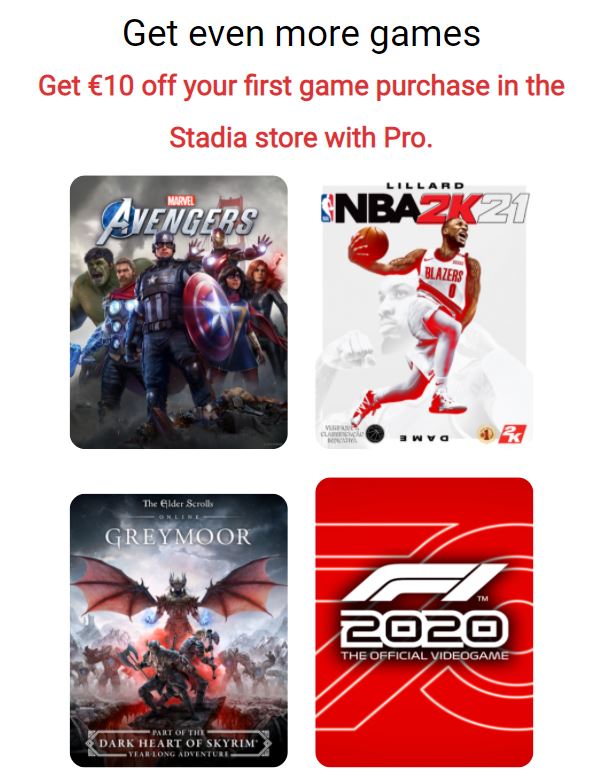 Get even more games
Get €10 off your first game purchase in the
Stadia store with Pro.
MARVEL
AVENGERS
LILLARD
NBA2K21
BLAZERS
0
DAME
2K
The Elder Scrolls
ONLINE
GREYMOOR
PART OF THE
DARK HEART OF SKYRIM®
YEAR-LONG ADVENTURE
F1
TM
2020
THE OFFICIAL VIDEOGAME
70